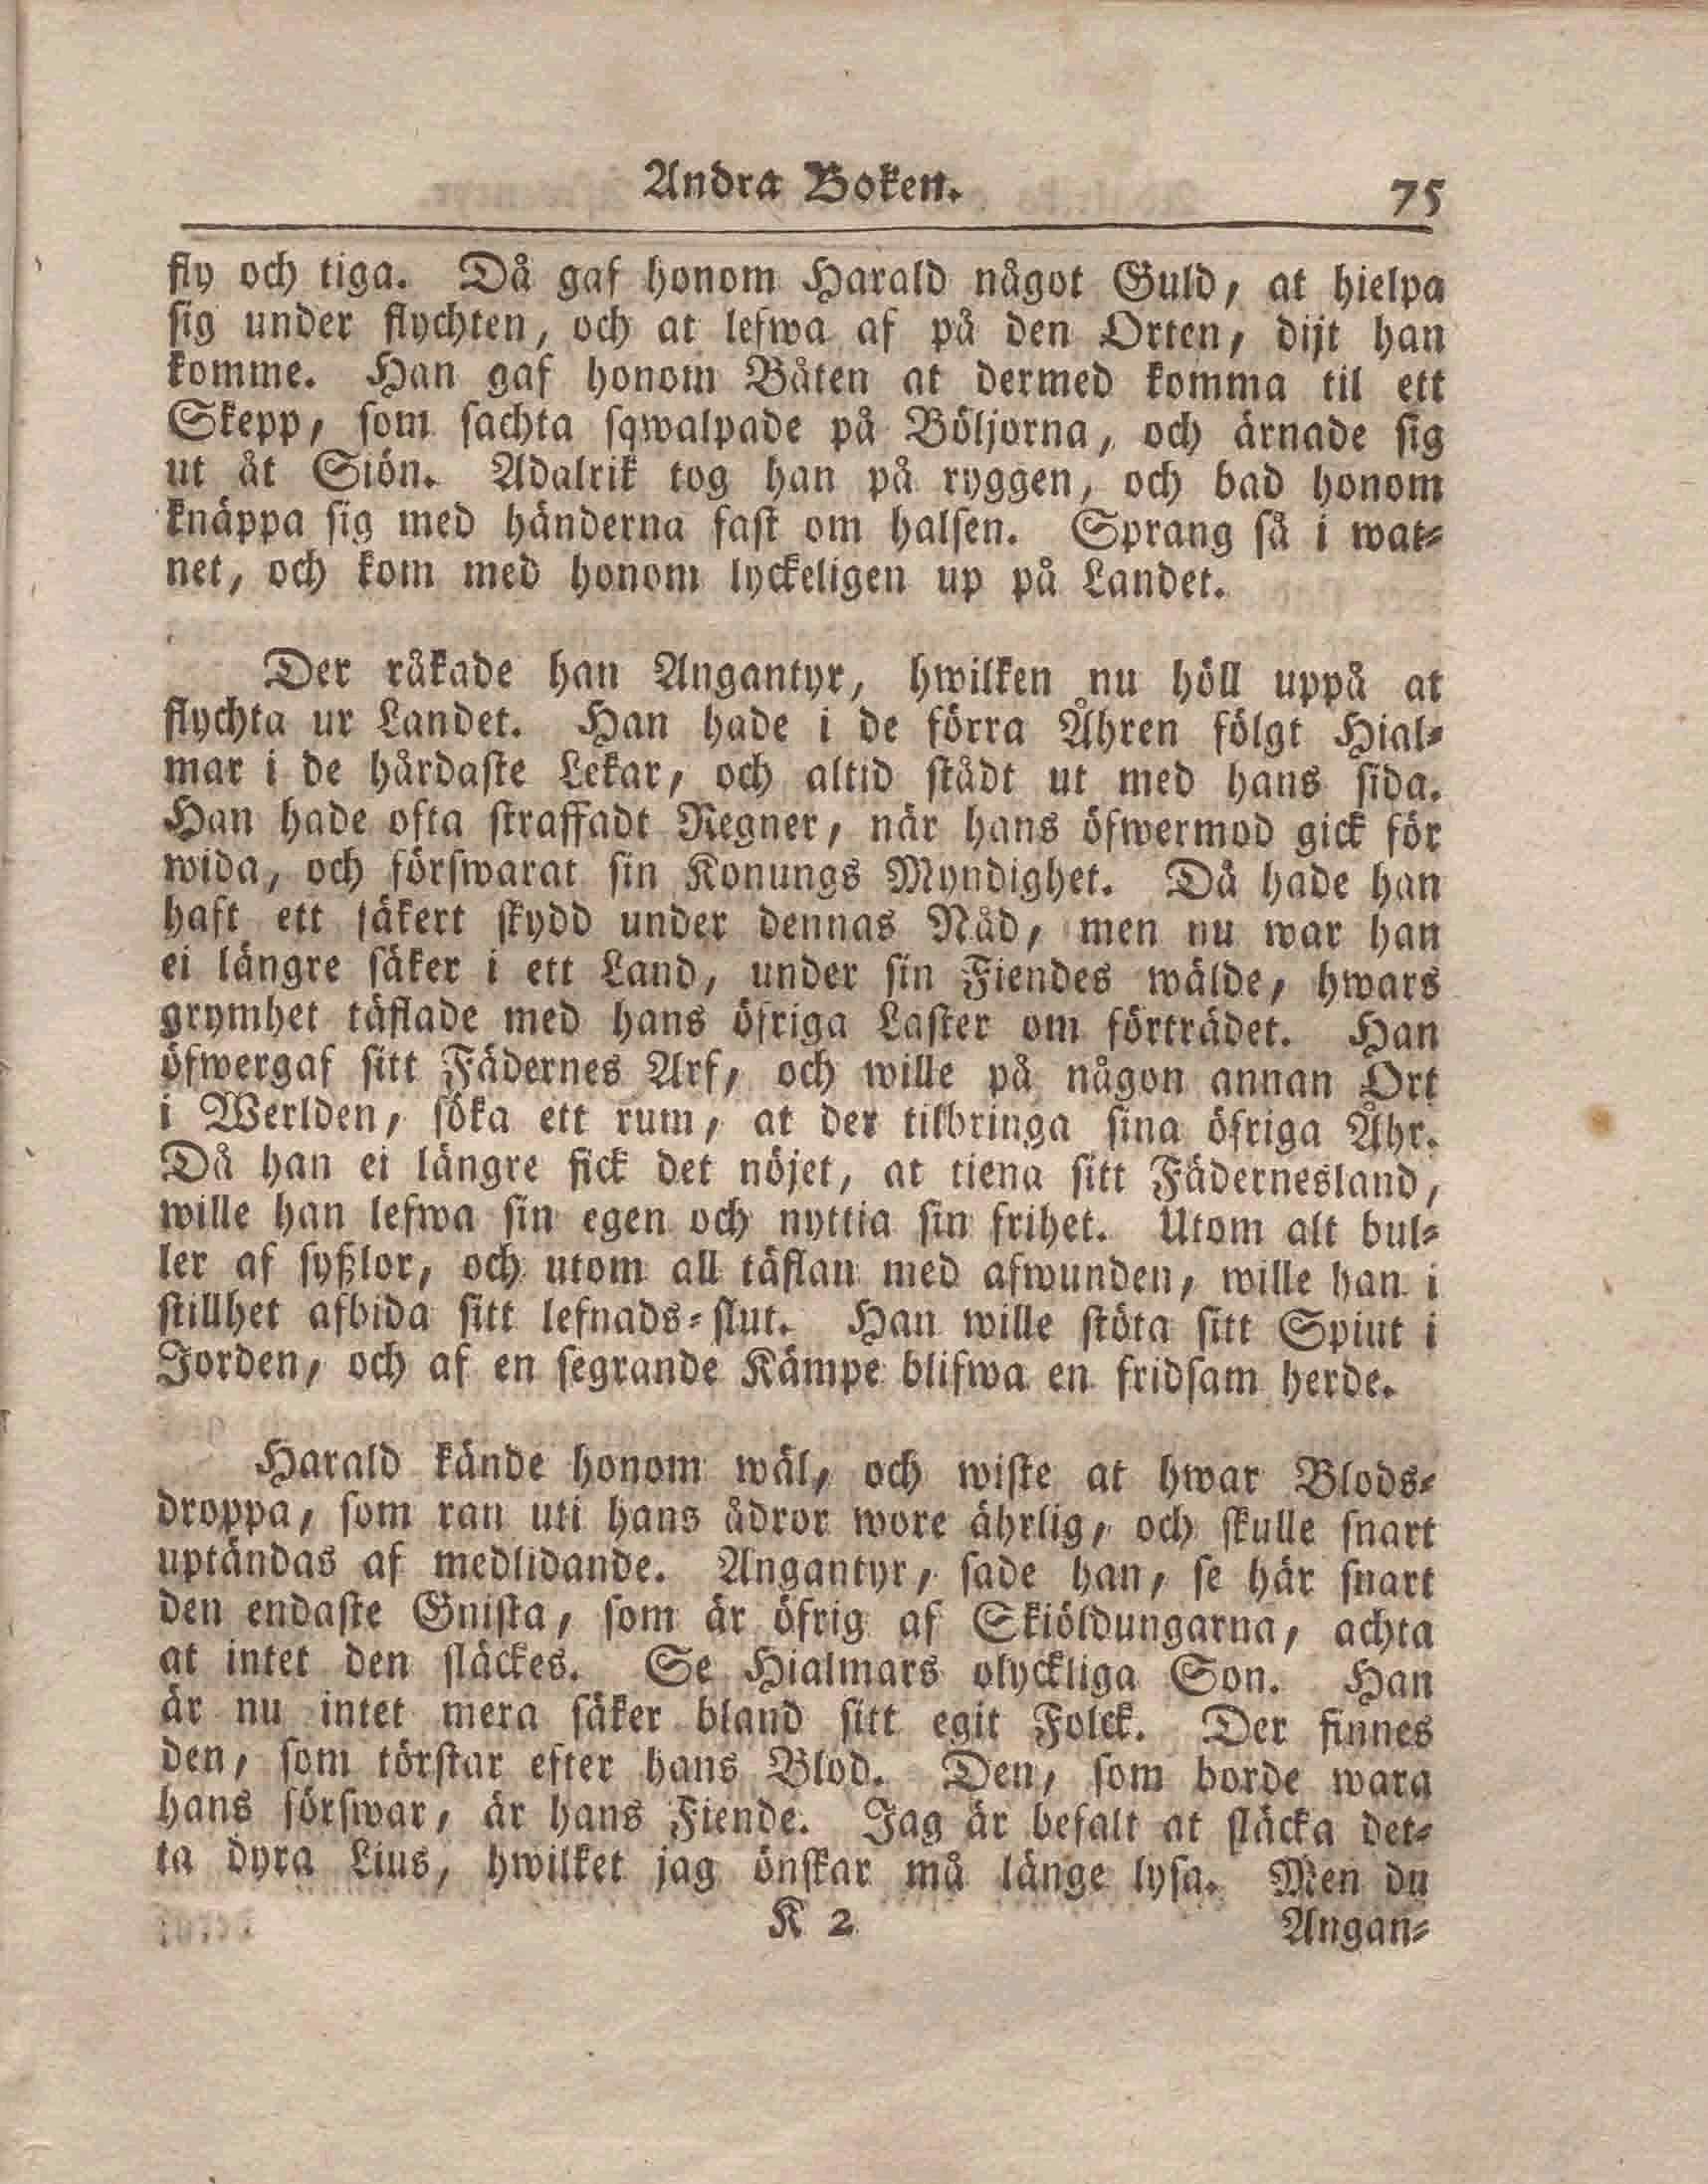 Andra Boken. 75
fly och tiga. Då gaf honom Harald något Guld, at hielpa
sig under flychten, och at lefwa af på den Orten, dijt han
komme. Han gaf honom Båten at dermed komma til ett
Skepp, som sachta sqwalpade på Böljorna, och ärnade sig
ut åt Siön. Adalrik tog han på ryggen, och bad honom
knäppa sig med händerna fast om halsen. Sprang så i wat-
net, och kom med honom lyckeligen up på Landet.
Der råkade han Angantyr, hwilken nu höll uppå at
flychta ur Landet. Han hade i de förra Åhren fölgt Hial-
mar i de hårdaste Lekar, och altid stådt ut med hans sida.
Han hade ofta straffadt Regner, när hans öfwermod gick för
wida, och förswarat sin Konungs Myndighet. Då hade han
haft ett säkert skydd under dennas Nåd, men nu war han
ei längre säker i ett Land, under sin Fiendes wälde, hwars
grymhet täflade med hans öfriga Laster om förträdet. Han
öfwergaf sitt Fädernes Arf, och wille på någon annan Ort
i Werlden, söka ett rum, at der tilbringa sina öfriga Åhr.
Då han ei längre fick det nöjet, at tiena sitt Fädernesland,
wille han lefwa sin egen och nyttia sin frihet. Utom alt bul-
ler af syßlor, och utom all täflan med afwunden, wille han i
stillhet afbida sitt lefnads-slut. Han wille stöta sitt Spiut i
Jorden, och af en segrande Kämpe blifwa en fridsam herde.
Harald kände honom wäl, och wiste at hwar Blods-
droppa, som ran uti hans ådror wore ährlig, och skulle snart
uptändas af medlidande. Angantyr, sade han, se här snart
den endaste Gnista, som är öfrig af Skiöldungarna, achta
at intet den släckes. Se Hialmars olyckliga Son. Han
är nu intet mera säker bland sitt egit Folck. Der finnes
den, som törstar efter hans Blod. Den, som borde wara
hans förswar, är hans Fiende. Jag är befalt at släcka det-
ta dyra Lius, hwilket jag önskar må länge lysa. Men du
K 2 Angan-